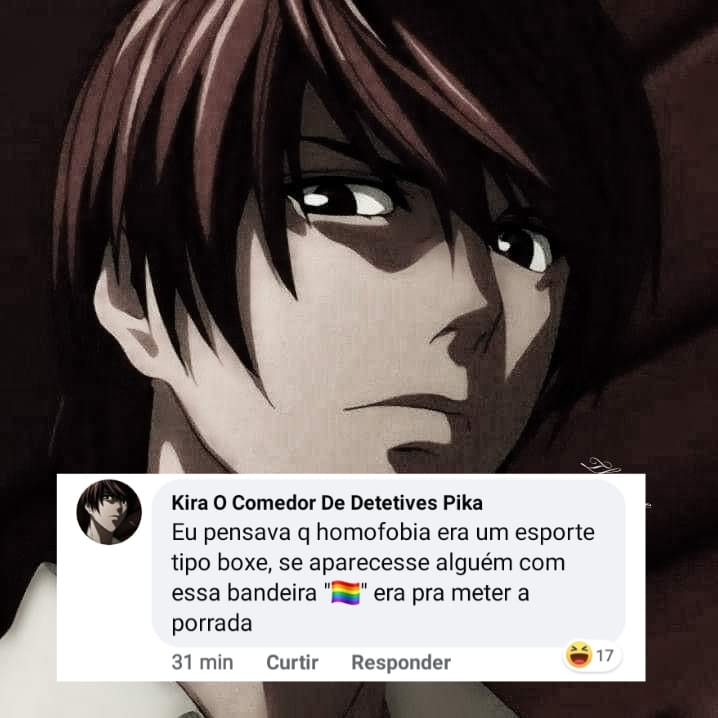 Kira O Comedor De Detetives Pika
Eu pensava q homofobia era um esporte
tipo boxe, se aparecesse alguém com
essa bandeira "🏳️‍🌈" era pra meter a
porrada
31 min Curtir Responder 17